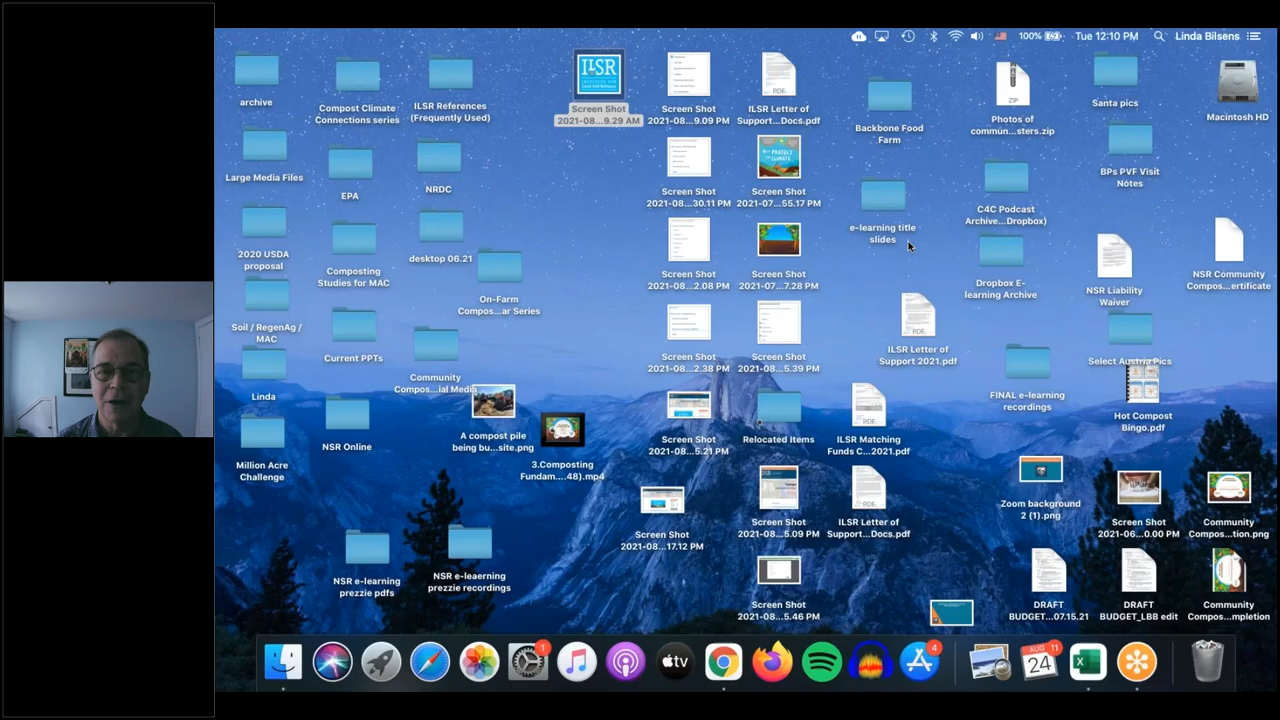 100%
Tue 12:10 PM
Linda Bilsens
archive
Compost Climate
Connections series
ILSR References
(Frequently Used)
ILSR
Screen Shot
2021-08...9.29 AM
Screen Shot
2021-08...9.09 PM
ILSR Letter of
Support...Docs.pdf
Backbone Food
Farm
ZIP
Photos of
commun...sters.zip
Santa pics
Macintosh HD
Large Media Files
EPA
NRDC
Screen Shot
2021-08...30.11 PM
Screen Shot
2021-07...55.17 PM
e-learning title
slides
C4C Podcast
Archive...Dropbox)
BPs PVF Visit
Notes
2020 USDA
proposal
Composting
Studies for MAC
desktop 06.21
On-Farm
Compos...ar Series
Screen Shot
2021-08...2.08 PM
Screen Shot
2021-07...7.28 PM
Dropbox E-
learning Archive
NSR Liability
Waiver
NSR Community
Compos...ertificate
Soil / RegenAg /
MAC
Current PPTs
Community
Compos...ial Media
Screen Shot
2021-08...2.38 PM
Screen Shot
2021-08...5.39 PM
PDF
ILSR Letter of
Support 2021.pdf
FINAL e-learning
recordings
Select Austria Pics
Hot Compost
Bingo.pdf
Linda
NSR Online
A compost pile
being bu...site.png
3.Composting
Fundam....48).mp4
Screen Shot
2021-08...5.21 PM
Relocated Items
ILSR Matching
Funds C...2021.pdf
Million Acre
Challenge
Screen Shot
2021-08...17.12 PM
Screen Shot
2021-08...5.09 PM
PDF
ILSR Letter of
Support...Docs.pdf
Zoom background
2 (1).png
Screen Shot
2021-06...0.00 PM
Community
Compos...tion.png
NSR e-learning
prezzie pdfs
NSR e-leaerning
prezzie recordings
Screen Shot
2021-08...5.46 PM
DRAFT
BUDGET...07.15.21
DRAFT
BUDGET_LBB edit
Community
Compos...mpletion
1
tv
4
AUG
11
24